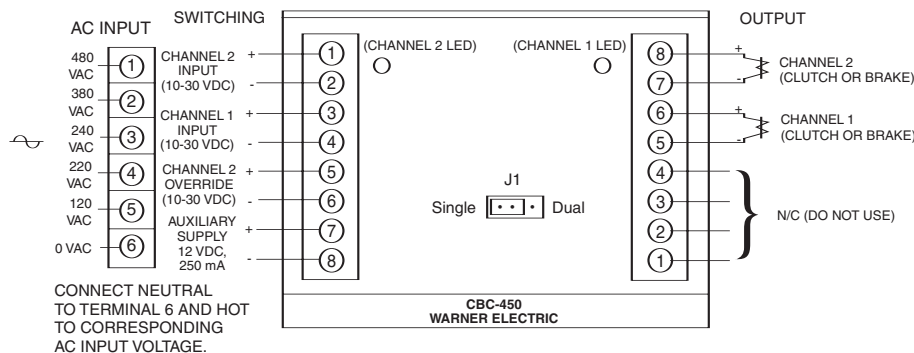 AC INPUT
SWITCHING
OUTPUT
480
VAC
1
380
VAC
2
240
VAC
3
220
VAC
4
120
VAC
5
0 VAC
6
CHANNEL 2
INPUT
(10-30 VDC)
+
-
CHANNEL 1
INPUT
(10-30 VDC)
+
-
CHANNEL 2
OVERRIDE
(10-30 VDC)
+
-
AUXILIARY
SUPPLY
12 VDC,
250 mA
+
-
1
2
3
4
5
6
7
8
(CHANNEL 2 LED)
(CHANNEL 1 LED)
J1
Single
Dual
8
7
6
5
4
3
2
1
+
-
CHANNEL 2
(CLUTCH OR BRAKE)
+
-
CHANNEL 1
(CLUTCH OR BRAKE)
N/C (DO NOT USE)
CONNECT NEUTRAL
TO TERMINAL 6 AND HOT
TO CORRESPONDING
AC INPUT VOLTAGE.
CBC-450
WARNER ELECTRIC